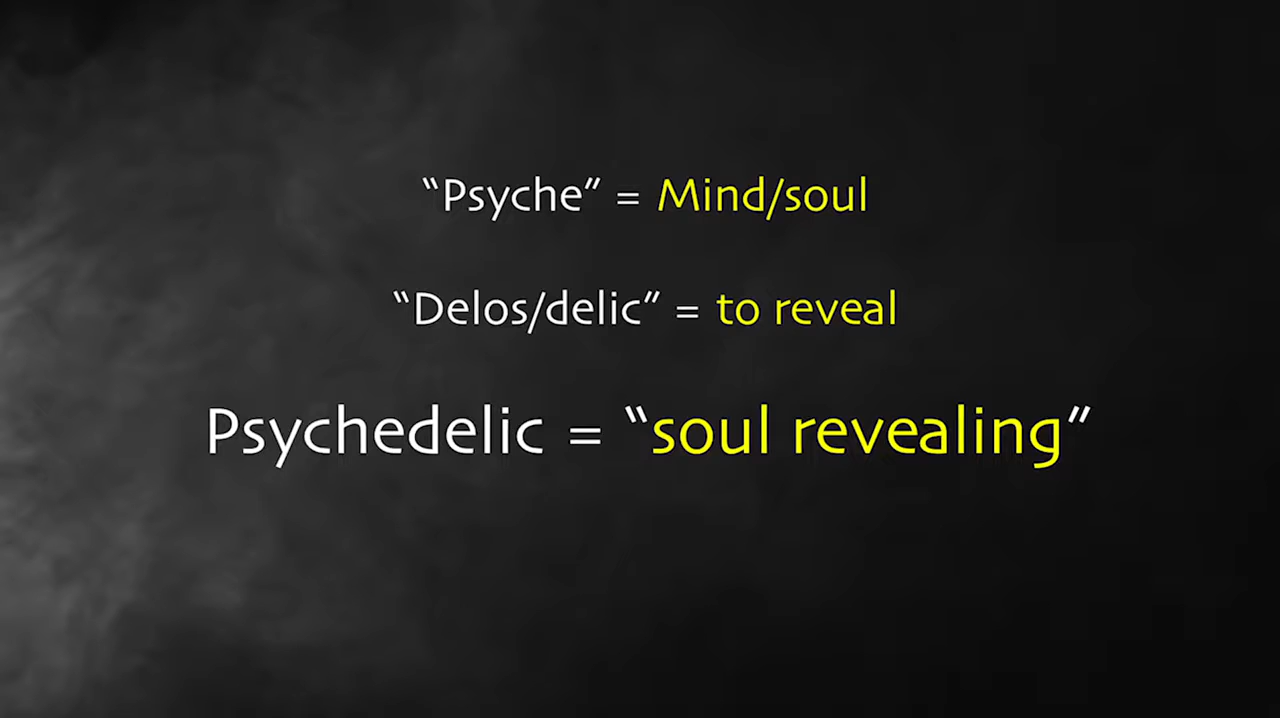 “Psyche” = Mind/soul
“Delos/delic” = to reveal
Psychedelic = “soul revealing”